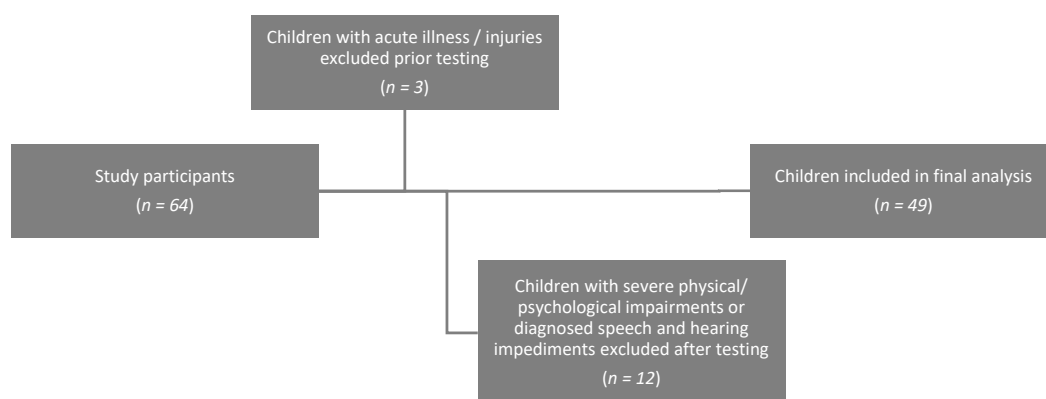 Children with acute illness / injuries
excluded prior testing
(n = 3)
Study participants
(n = 64)
Children included in final analysis
(n = 49)
Children with severe physical/
psychological impairments or
diagnosed speech and hearing
impediments excluded after testing
(n = 12)